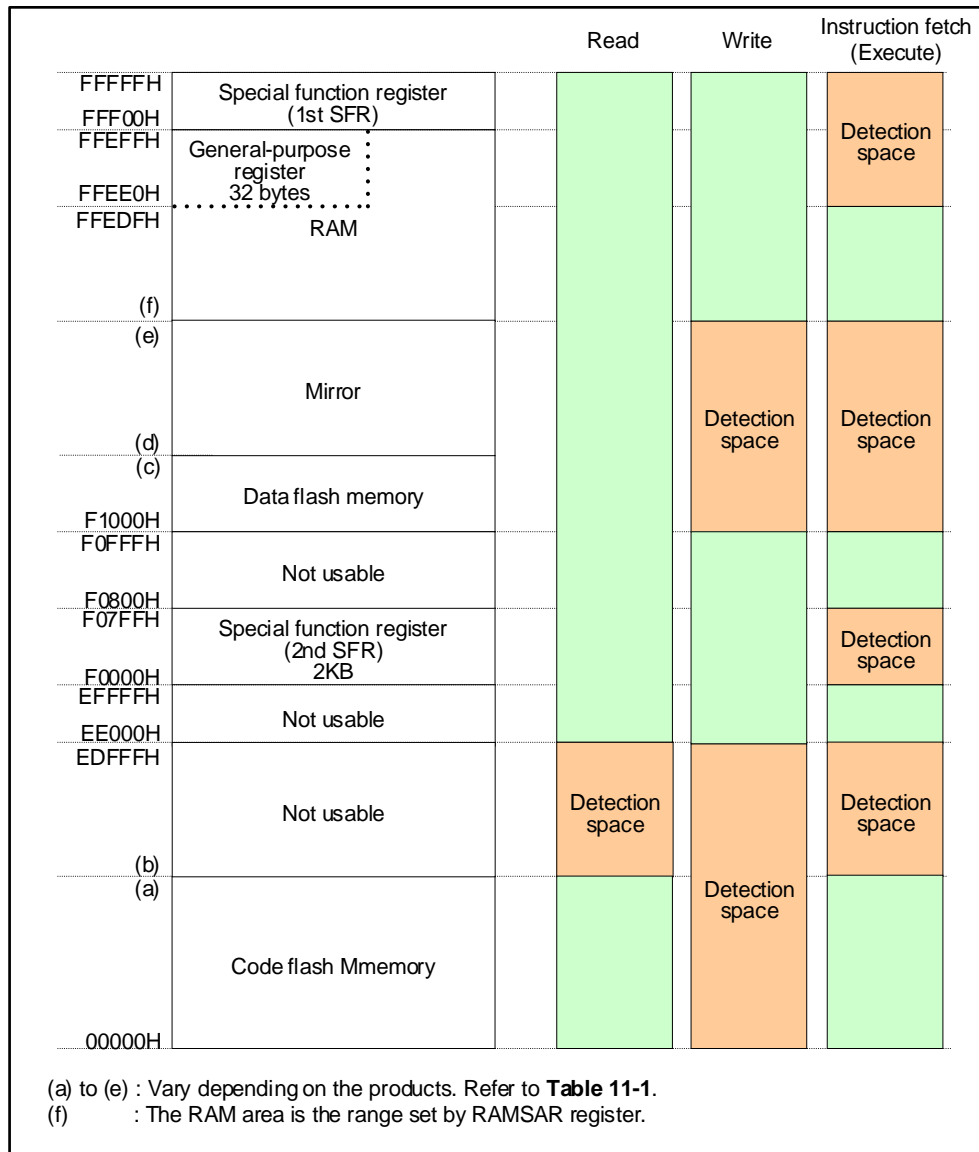 Read
Write
Instruction fetch
(Execute)
FFFFFH
Special function register
(1st SFR)
FFF00H
FFEFFH
General-purpose
register
32 bytes
FFEE0H
FFEDFH
RAM
Detection
space
(f)
(e)
Mirror
Detection
space
Detection
space
(d)
(c)
Data flash memory
F1000H
F0FFFH
Not usable
F0800H
F07FFH
Special function register
(2nd SFR)
2KB
Detection
space
F0000H
EFFFFH
Not usable
EE000H
EDFFFH
Not usable
Detection
space
Detection
space
(b)
(a)
Detection
space
Code flash Mmemory
00000H
(a) to (e) : Vary depending on the products. Refer to Table 11-1.
(f) : The RAM area is the range set by RAMSAR register.